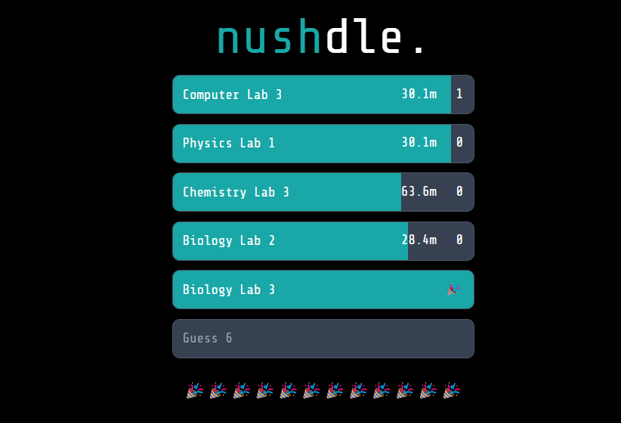 nushdle.
Computer Lab 3 30.1m 1
Physics Lab 1 30.1m 0
Chemistry Lab 3 63.6m 0
Biology Lab 2 28.4m 0
Biology Lab 3 🎉
Guess 6
🎉🎉🎉🎉🎉🎉🎉🎉🎉🎉🎉🎉